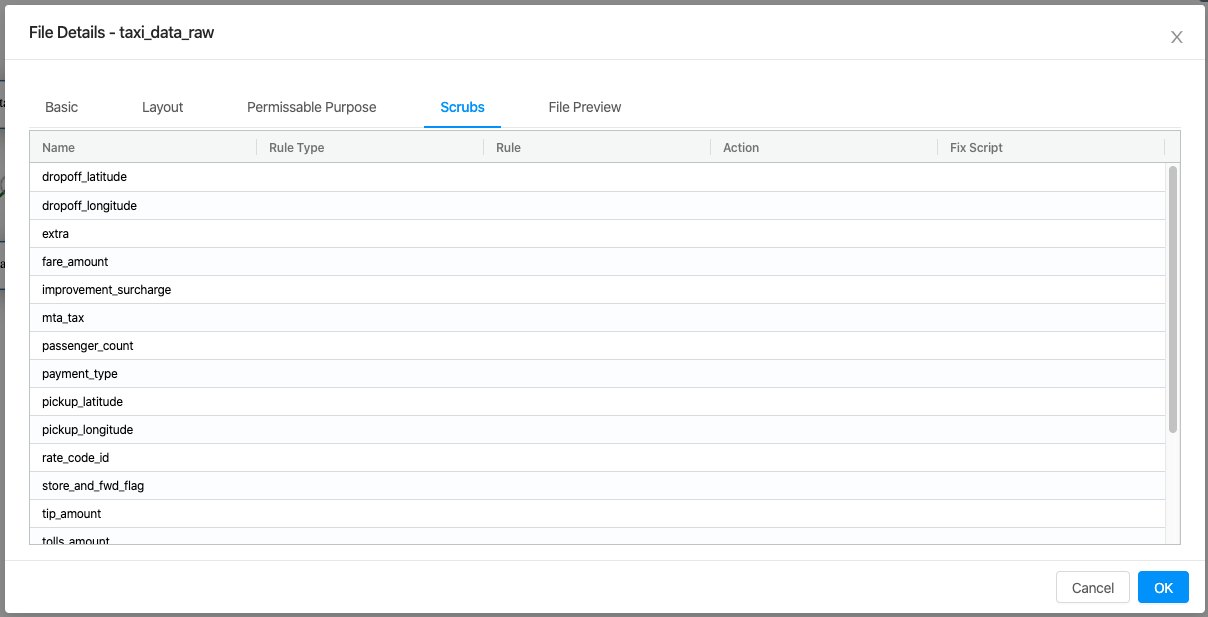 File Details - taxi_data_raw
X
Basic Layout Permissable Purpose Scrubs File Preview
Name Rule Type Rule Action Fix Script
dropoff_latitude
dropoff_longitude
extra
fare_amount
improvement_surcharge
mta_tax
passenger_count
payment_type
pickup_latitude
pickup_longitude
rate_code_id
store_and_fwd_flag
tip_amount
tolls_amount
Cancel OK